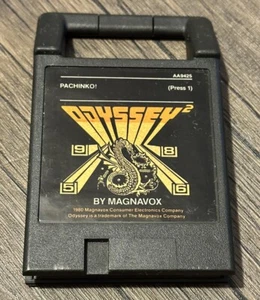 AA9425
PACHINKO! (Press 1)
ODYSSEY²
9 8
5 6
BY MAGNAVOX
1980 Magnavox Consumer Electronics Company
Odyssey is a trademark of The Magnavox Company